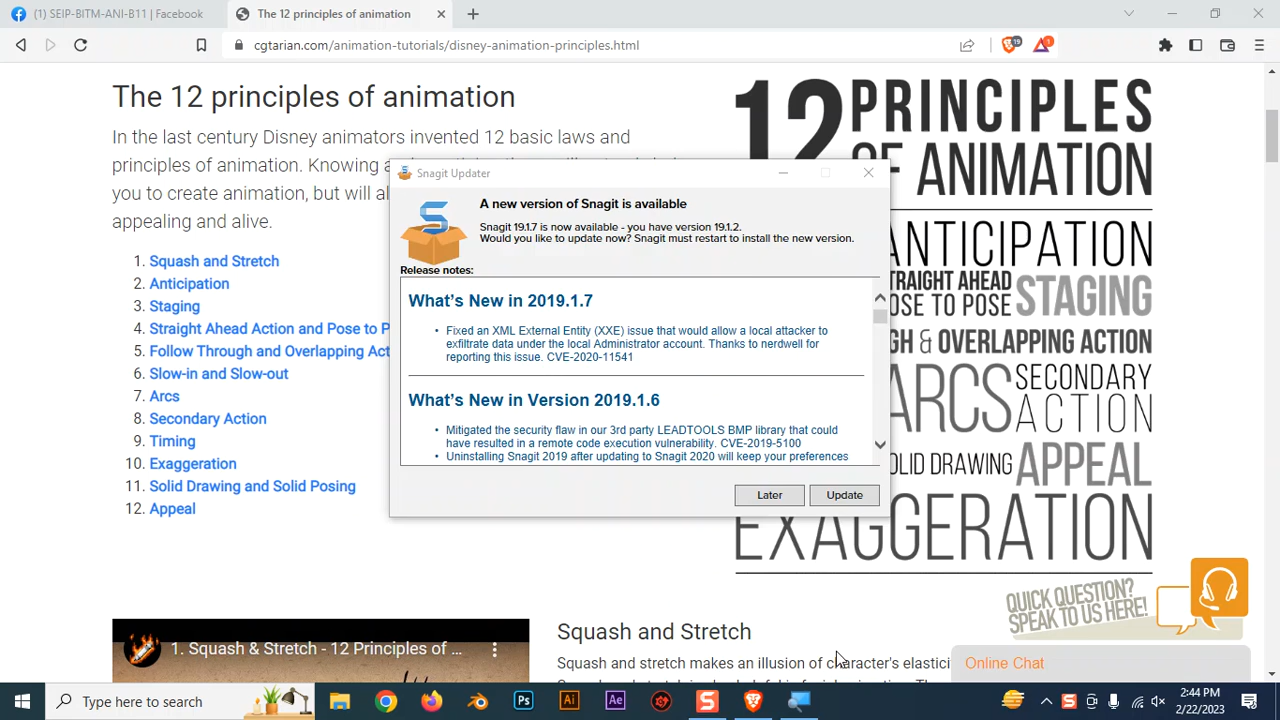 (1) SEIP-BITM-ANI-B11 | Facebook
The 12 principles of animation
cgtarian.com/animation-tutorials/disney-animation-principles.html
19
1
The 12 principles of animation
In the last century Disney animators invented 12 basic laws and
principles of animation. Knowing a
you to create animation, but will al
appealing and alive.
1. Squash and Stretch
2. Anticipation
3. Staging
4. Straight Ahead Action and Pose to P
5. Follow Through and Overlapping Act
6. Slow-in and Slow-out
7. Arcs
8. Secondary Action
9. Timing
10. Exaggeration
11. Solid Drawing and Solid Posing
12. Appeal
12 PRINCIPLES
OF ANIMATION
ANTICIPATION
STRAIGHT AHEAD
POSE TO POSE
STAGING
GH & OVERLAPPING ACTION
ARCS
SECONDARY
ACTION
OLID DRAWING
APPEAL
EXAGGERATION
Snagit Updater
A new version of Snagit is available
Snagit 19.1.7 is now available - you have version 19.1.2.
Would you like to update now? Snagit must restart to install the new version.
Release notes:
What's New in 2019.1.7
• Fixed an XML External Entity (XXE) issue that would allow a local attacker to
exfiltrate data under the local Administrator account. Thanks to nerdwell for
reporting this issue. CVE-2020-11541
What's New in Version 2019.1.6
• Mitigated the security flaw in our 3rd party LEADTOOLS BMP library that could
have resulted in a remote code execution vulnerability. CVE-2019-5100
• Uninstalling Snagit 2019 after updating to Snagit 2020 will keep your preferences
Later
Update
QUICK QUESTION?
SPEAK TO US HERE!
Online Chat
1. Squash & Stretch - 12 Principles of ...
Squash and Stretch
Squash and stretch makes an illusion of character's elastici
Type here to search
Ps
Ai
Ae
S
2:44 PM
2/22/2023